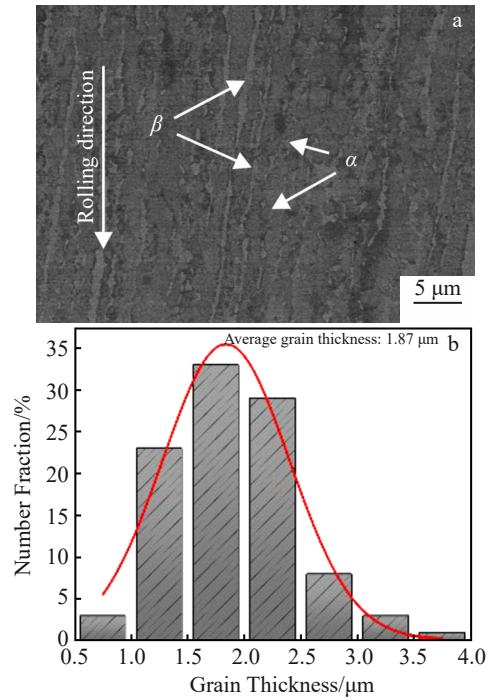 a
Rolling direction
β
α
5 μm
Average grain thickness: 1.87 μm
b
35
30
25
20
15
10
5
0
Number Fraction/%
0.5 1.0 1.5 2.0 2.5 3.0 3.5 4.0
Grain Thickness/μm